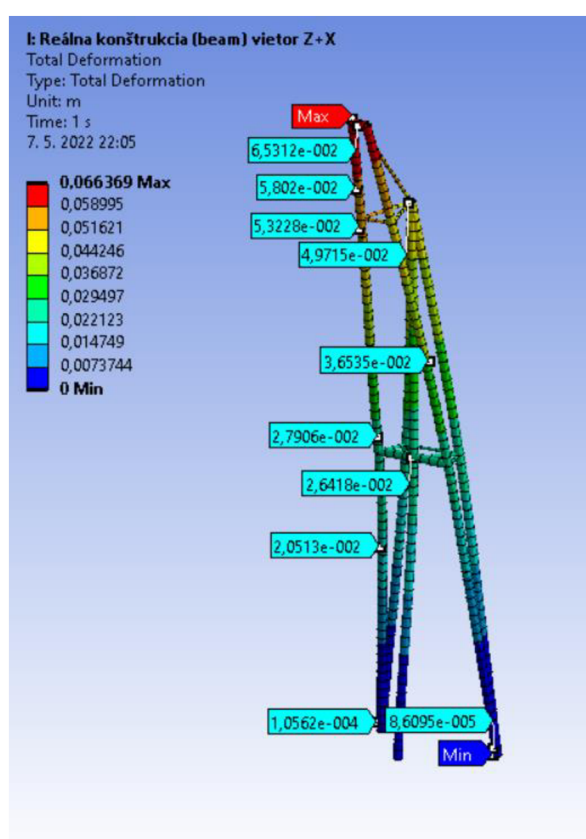 I: Reálna konštrukcia (beam) vietor Z+X
Total Deformation
Type: Total Deformation
Unit: m
Time: 1 s
7. 5. 2022 22:05
0,066369 Max
0,058995
0,051621
0,044246
0,036872
0,029497
0,022123
0,014749
0,0073744
0 Min
Max
6,5312e-002
5,802e-002
5,3228e-002
4,9715e-002
3,6535e-002
2,7906e-002
2,6418e-002
2,0513e-002
1,0562e-004
8,6095e-005
Min